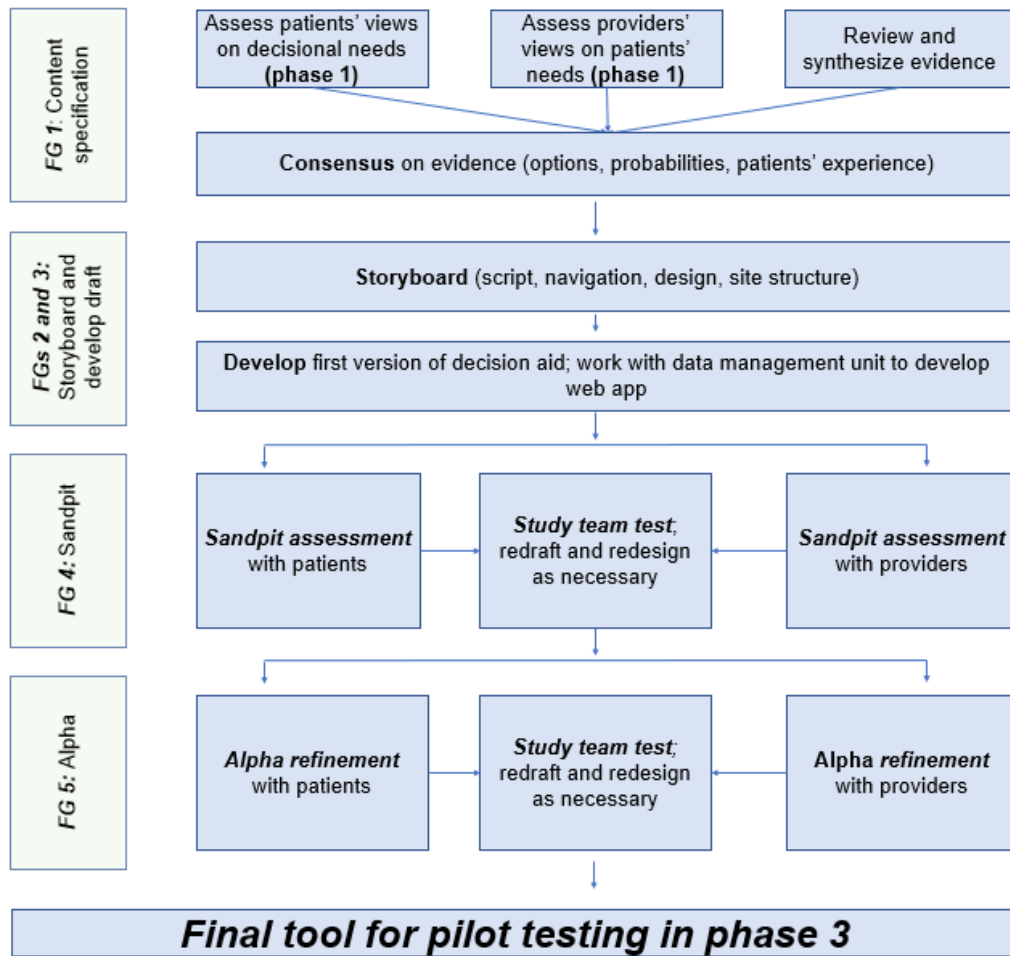 FG 1: Content
specification
Assess patients’ views
on decisional needs
(phase 1)
Assess providers’
views on patients’
needs (phase 1)
Review and
synthesize evidence
Consensus on evidence (options, probabilities, patients’ experience)
FGs 2 and 3:
Storyboard and
develop draft
Storyboard (script, navigation, design, site structure)
Develop first version of decision aid; work with data management unit to develop
web app
FG 4: Sandpit
Sandpit assessment
with patients
Study team test;
redraft and redesign
as necessary
Sandpit assessment
with providers
FG 5: Alpha
Alpha refinement
with patients
Study team test;
redraft and redesign
as necessary
Alpha refinement
with providers
Final tool for pilot testing in phase 3